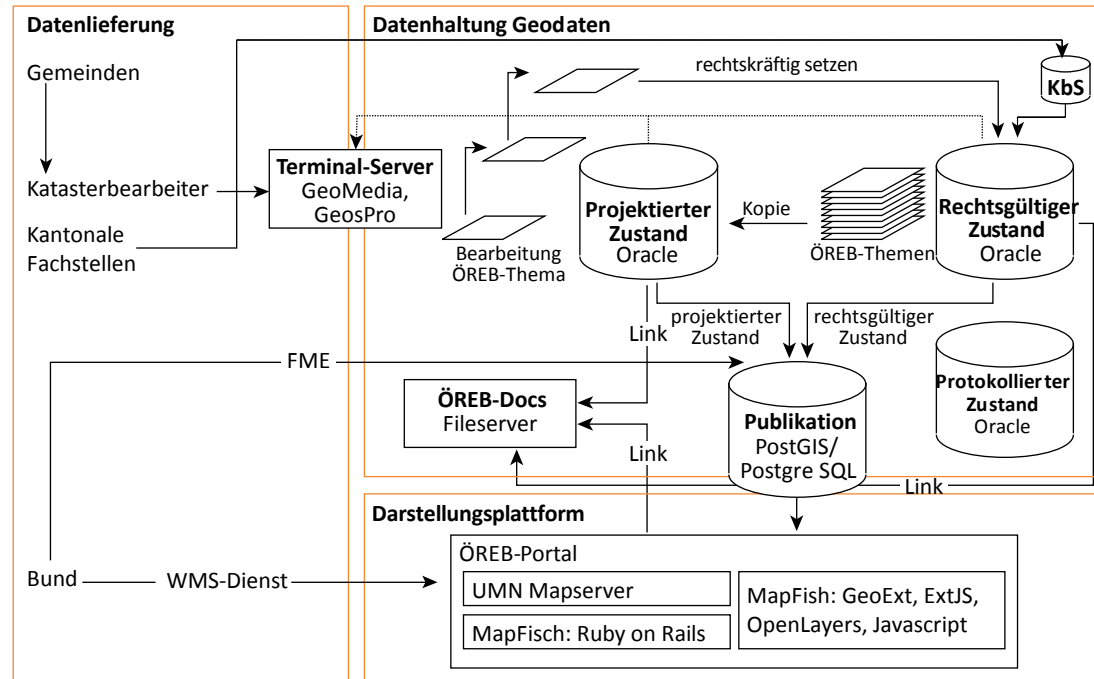 Datenlieferung
Gemeinden
Katasterbearbeiter
Kantonale
Fachstellen
FME
Bund
WMS-Dienst
Datenhaltung Geodaten
rechtskräftig setzen
KbS
Terminal-Server
GeoMedia,
GeosPro
Bearbeitung
ÖREB-Thema
Projektierter
Zustand
Oracle
Kopie
ÖREB-Themen
Rechtsgültiger
Zustand
Oracle
Link
projektierter
Zustand
rechtsgültiger
Zustand
ÖREB-Docs
Fileserver
Link
Publikation
PostGIS/
Postgre SQL
Protokollierter
Zustand
Oracle
Link
Darstellungsplattform
ÖREB-Portal
UMN Mapserver
MapFisch: Ruby on Rails
MapFish: GeoExt, ExtJS,
OpenLayers, Javascript